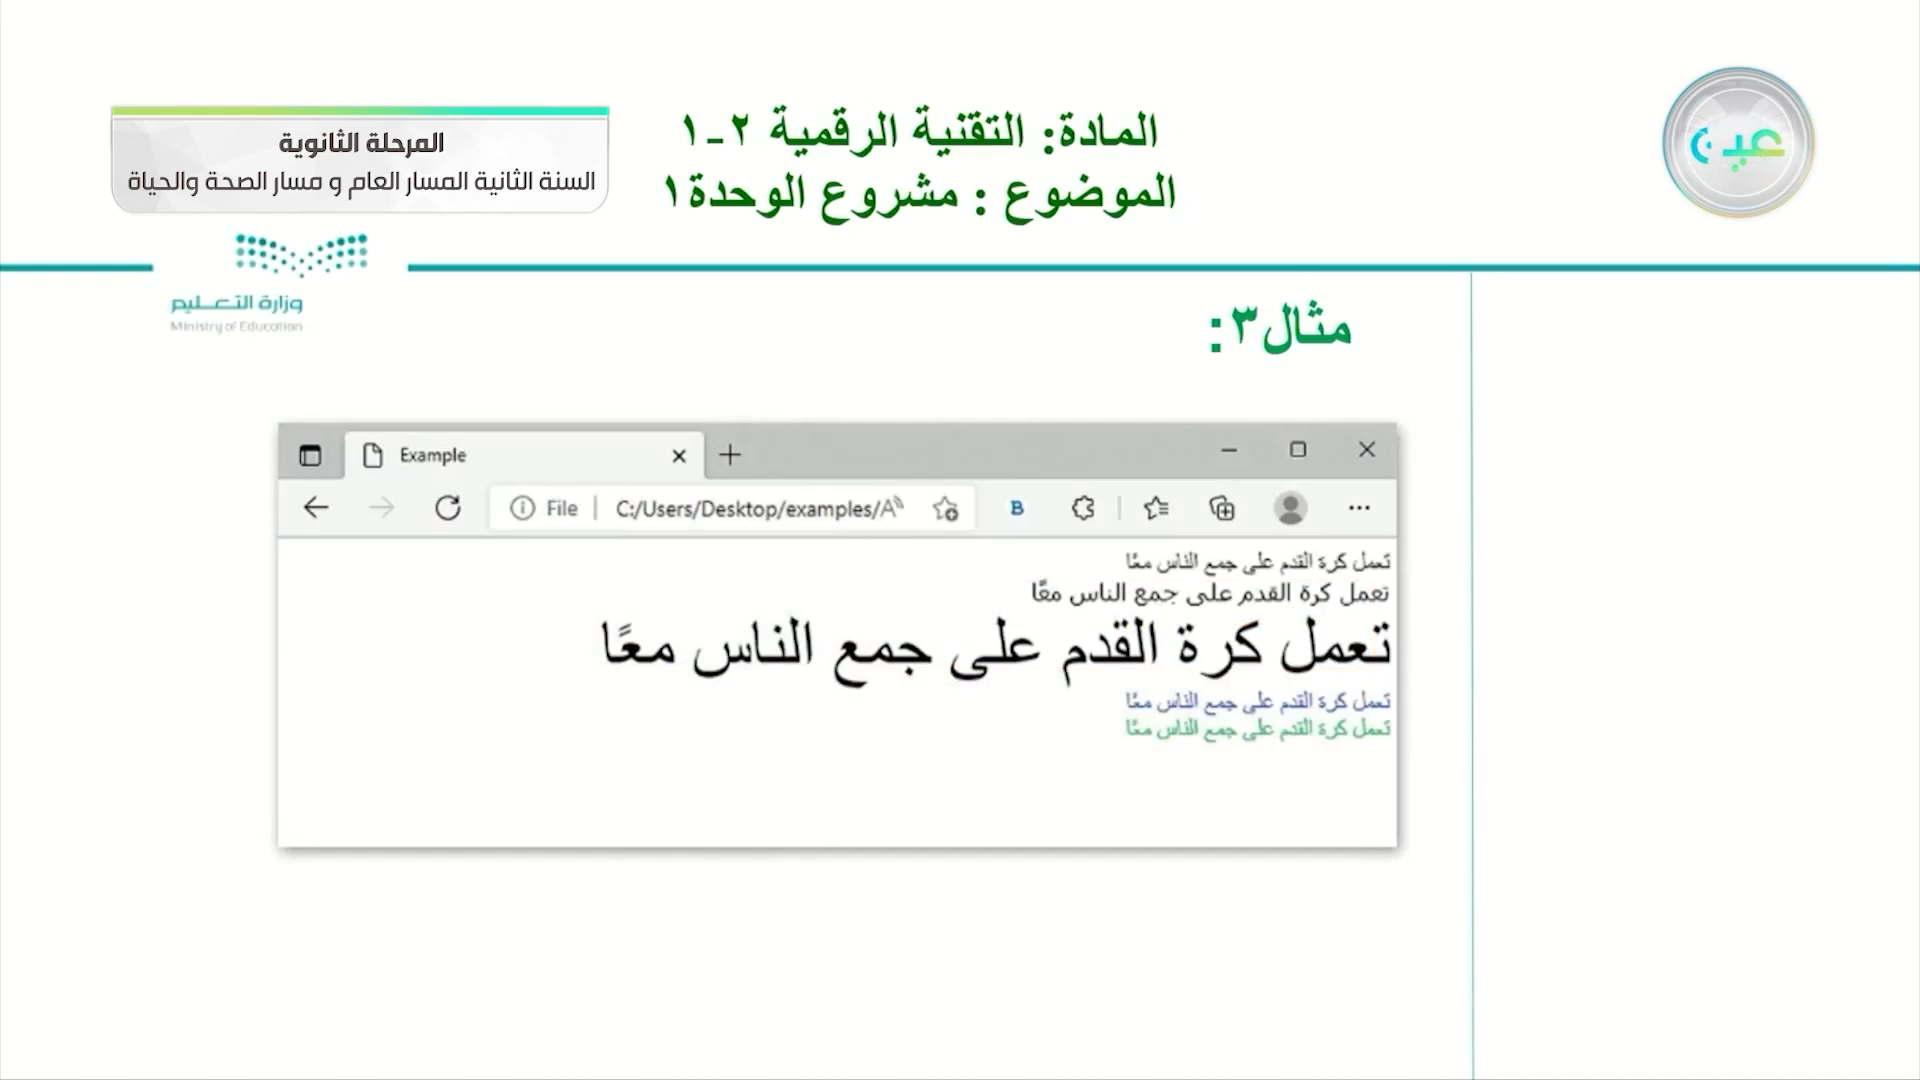 المرحلة الثانوية
السنة الثانية المسار العام و مسار الصحة والحياة
المادة: التقنية الرقمية ٢-١
الموضوع : مشروع الوحدة١
عين
وزارة التعليم
Ministry of Education
مثال٣:
Example
File
C:/Users/Desktop/examples/
تعمل كرة القدم على جمع الناس معًا
تعمل كرة القدم على جمع الناس معًا
تعمل كرة القدم على جمع الناس معًا
تعمل كرة القدم على جمع الناس معًا
تعمل كرة القدم على جمع الناس معًا